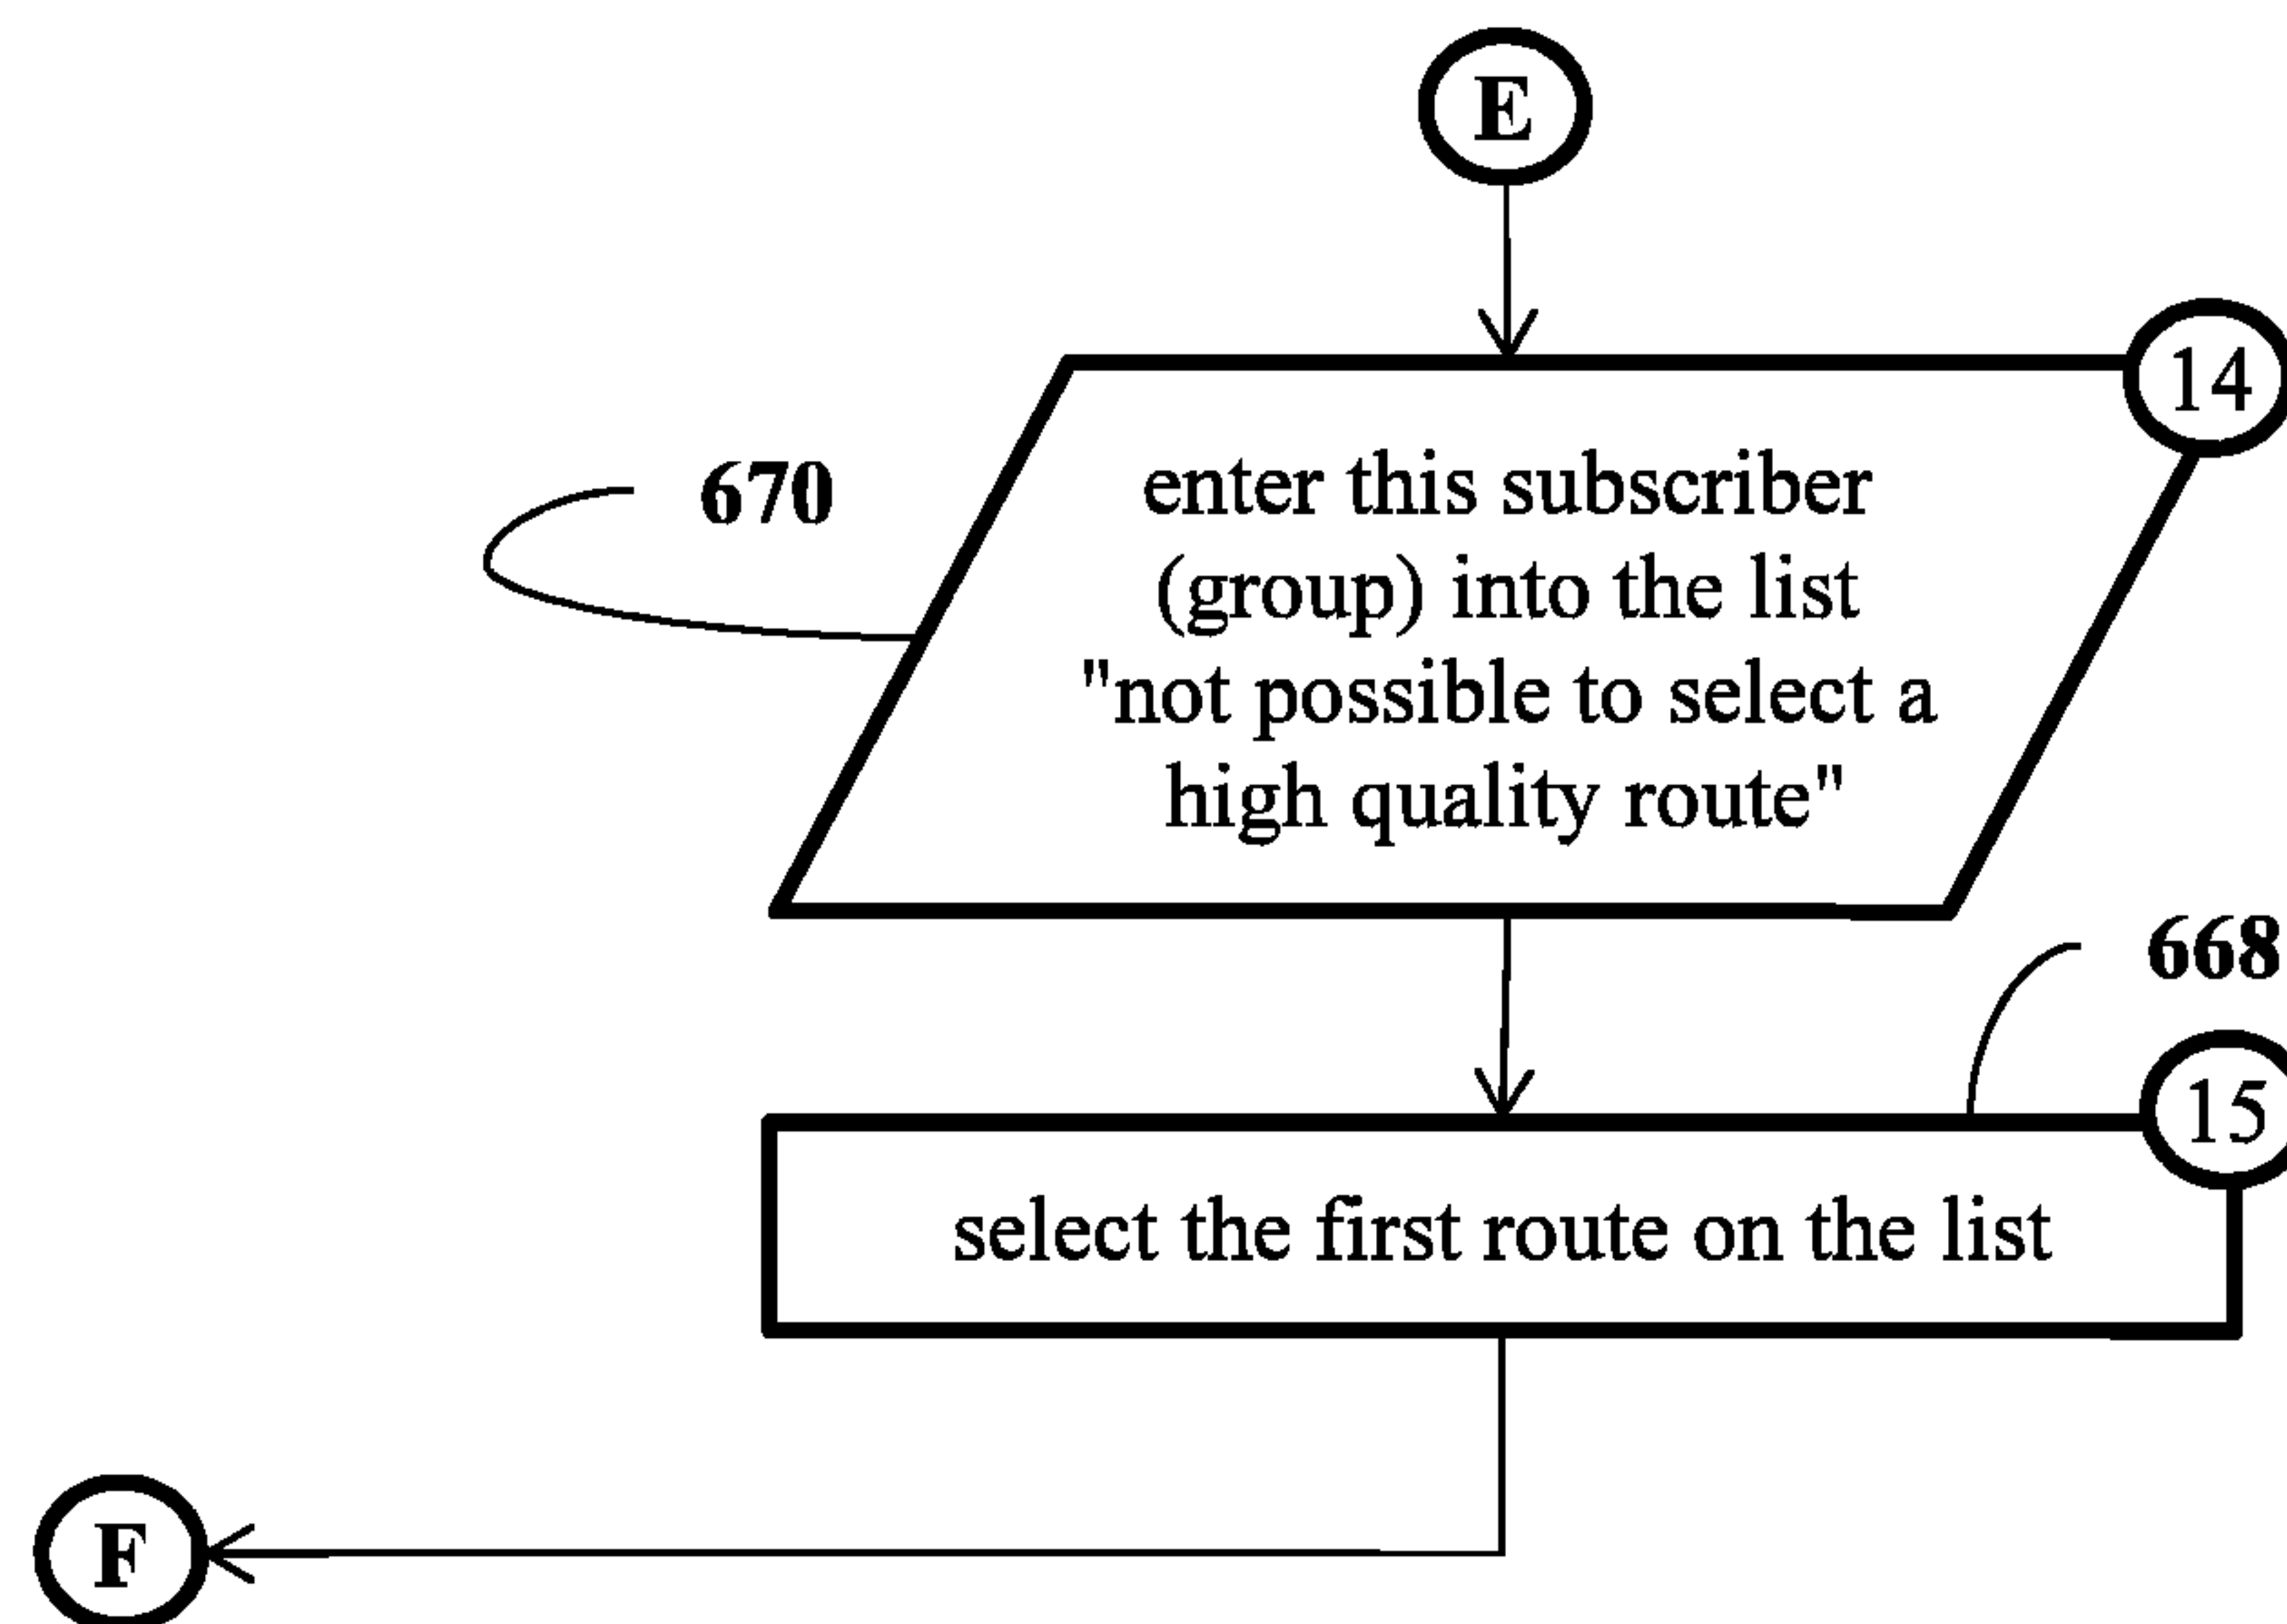 E
14
670
enter this subscriber
(group) into the list
"not possible to select a
high quality route"
668
15
select the first route on the list
F